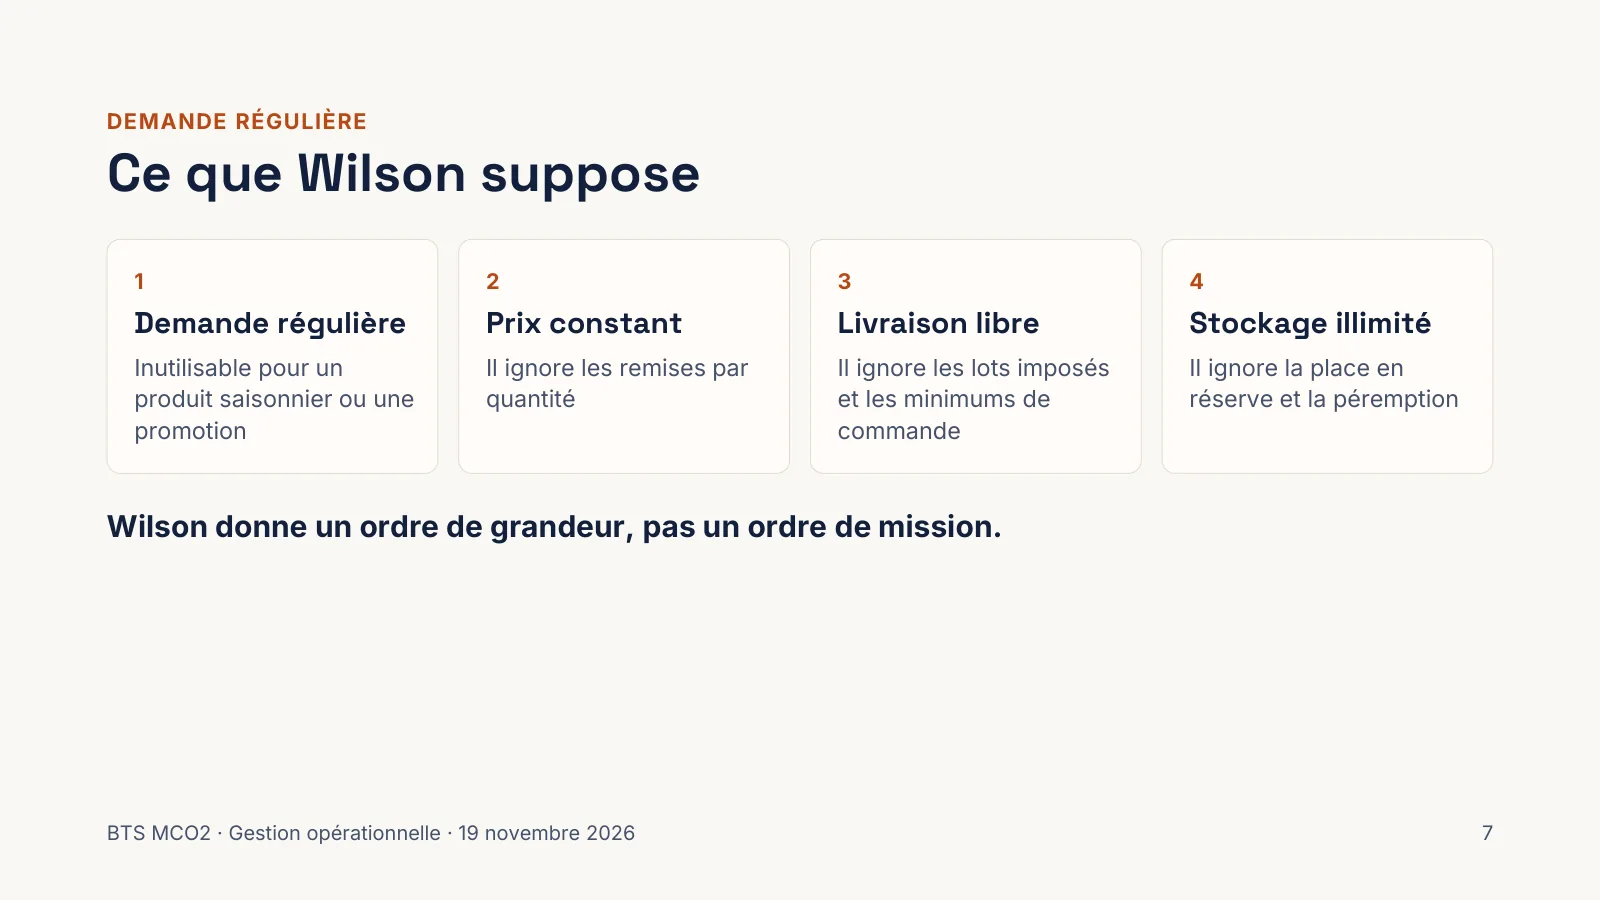 DEMANDE RÉGULIÈRE
Ce que Wilson suppose
1
Demande régulière
Inutilisable pour un
produit saisonnier ou une
promotion
2
Prix constant
Il ignore les remises par
quantité
3
Livraison libre
Il ignore les lots imposés
et les minimums de
commande
4
Stockage illimité
Il ignore la place en
réserve et la péremption
Wilson donne un ordre de grandeur, pas un ordre de mission.
BTS MCO2 · Gestion opérationnelle · 19 novembre 2026
7